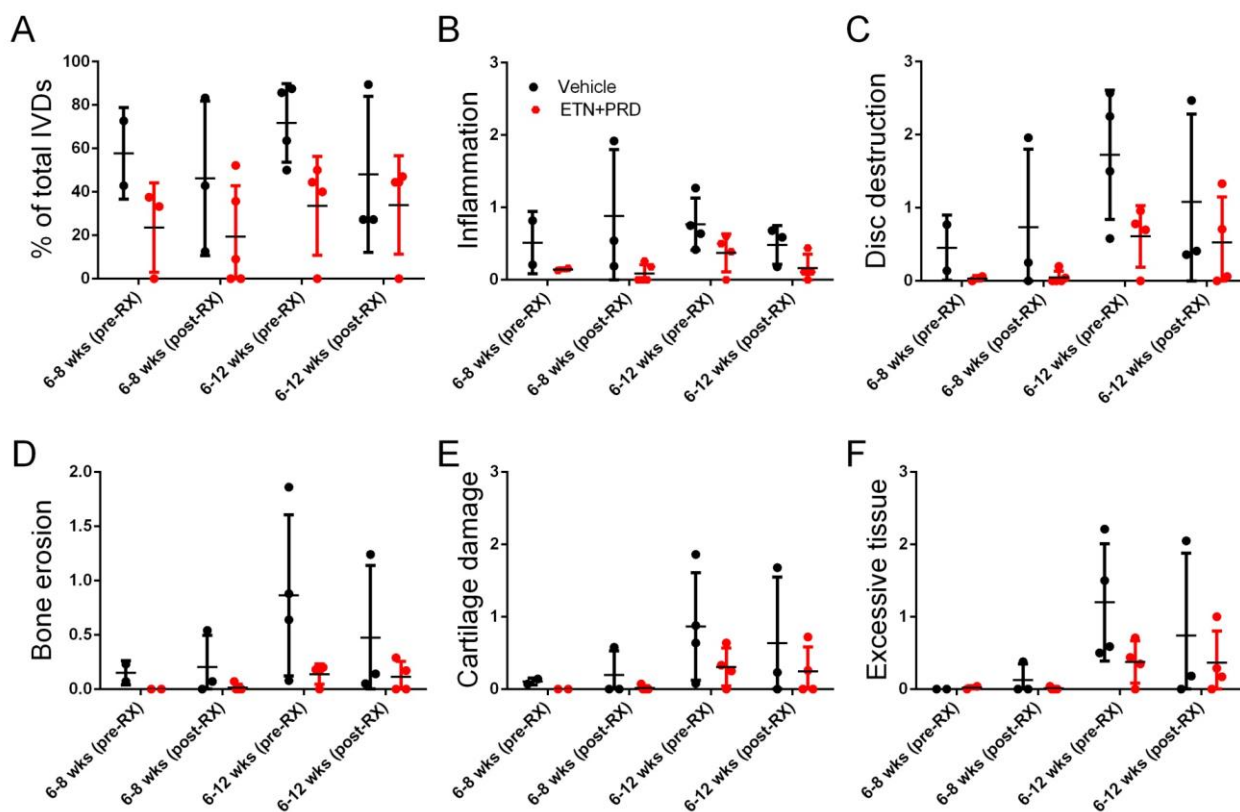 A
% of total IVDs
100
80
60
40
20
0
6-8 wks (pre-RX)
6-8 wks (post-RX)
6-12 wks (pre-RX)
6-12 wks (post-RX)
B
Inflammation
3
2
1
0
Vehicle
ETN+PRD
6-8 wks (pre-RX)
6-8 wks (post-RX)
6-12 wks (pre-RX)
6-12 wks (post-RX)
C
Disc destruction
3
2
1
0
6-8 wks (pre-RX)
6-8 wks (post-RX)
6-12 wks (pre-RX)
6-12 wks (post-RX)
D
Bone erosion
2.0
1.5
1.0
0.5
0.0
6-8 wks (pre-RX)
6-8 wks (post-RX)
6-12 wks (pre-RX)
6-12 wks (post-RX)
E
Cartilage damage
3
2
1
0
6-8 wks (pre-RX)
6-8 wks (post-RX)
6-12 wks (pre-RX)
6-12 wks (post-RX)
F
Excessive tissue
3
2
1
0
6-8 wks (pre-RX)
6-8 wks (post-RX)
6-12 wks (pre-RX)
6-12 wks (post-RX)